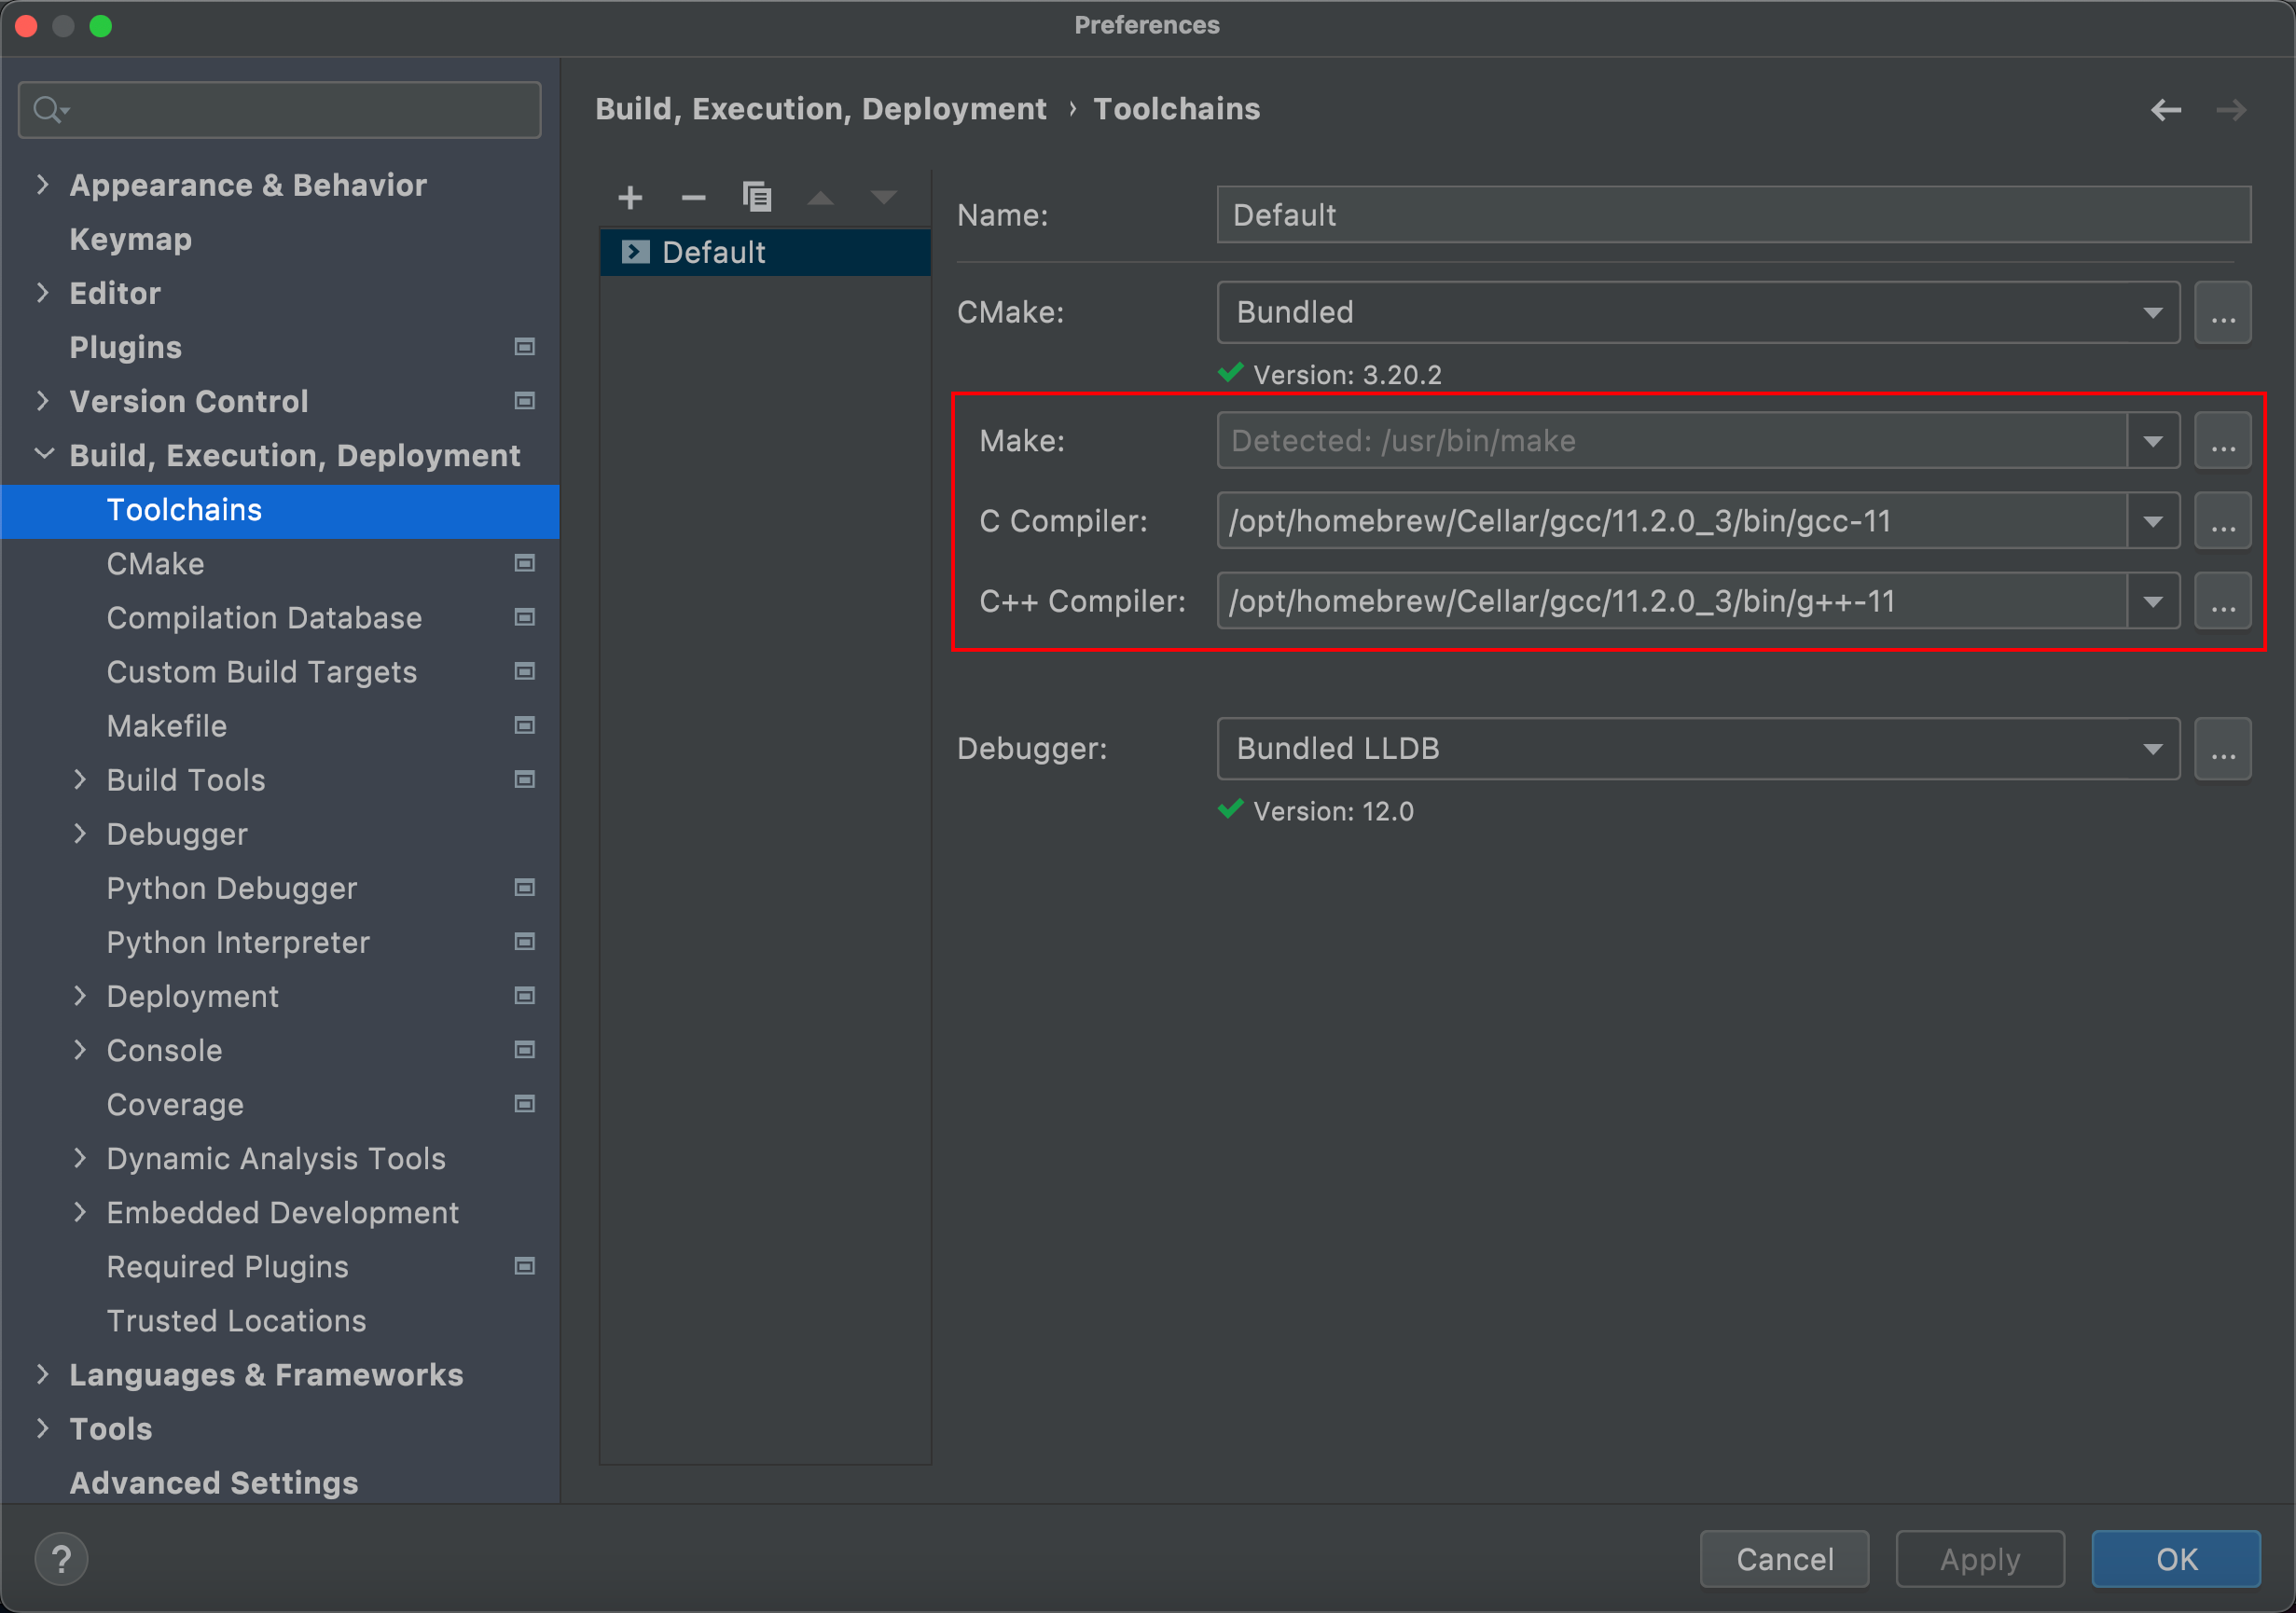 Preferences
Appearance & Behavior
Keymap
Editor
Plugins
Version Control
Build, Execution, Deployment
Toolchains
CMake
Compilation Database
Custom Build Targets
Makefile
Build Tools
Debugger
Python Debugger
Python Interpreter
Deployment
Console
Coverage
Dynamic Analysis Tools
Embedded Development
Required Plugins
Trusted Locations
Languages & Frameworks
Tools
Advanced Settings
Build, Execution, Deployment › Toolchains
Default
Name: Default
CMake: Bundled ...
Version: 3.20.2
Make: Detected: /usr/bin/make ...
C Compiler: /opt/homebrew/Cellar/gcc/11.2.0_3/bin/gcc-11 ...
C++ Compiler: /opt/homebrew/Cellar/gcc/11.2.0_3/bin/g++-11 ...
Debugger: Bundled LLDB ...
Version: 12.0
? Cancel Apply OK